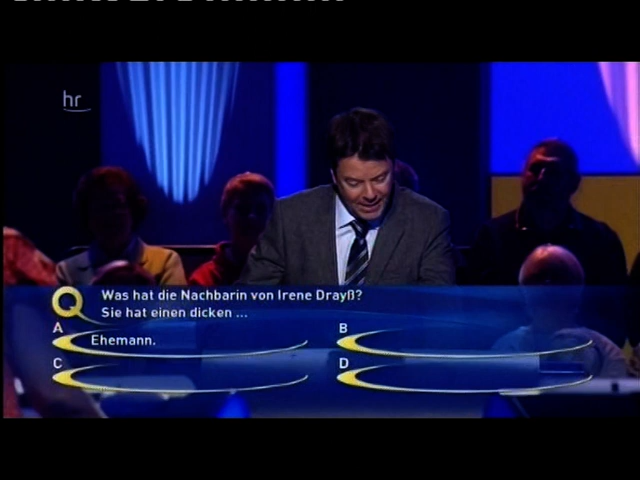 hr
Q Was hat die Nachbarin von Irene Drayß?
Sie hat einen dicken ...
A
Ehemann.
B
C
D